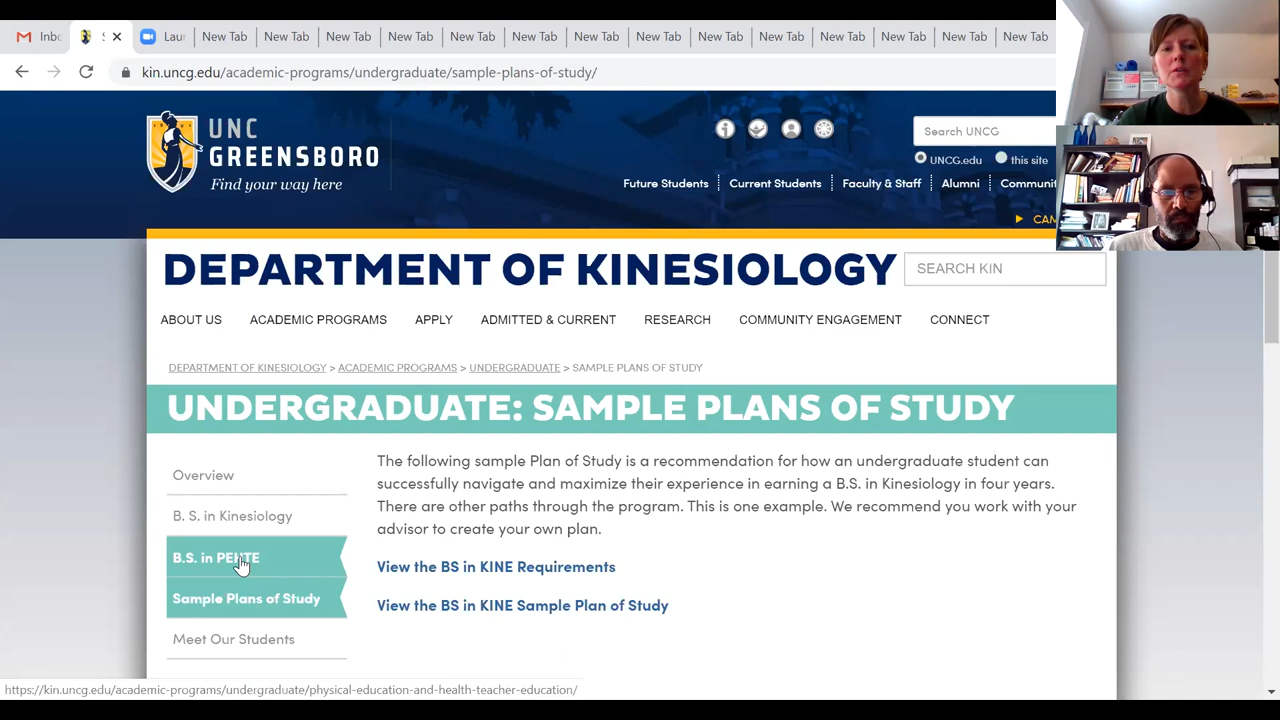 Inbo
S
Laun
New Tab
New Tab
New Tab
New Tab
New Tab
New Tab
New Tab
New Tab
New Tab
New Tab
New Tab
New Tab
New Tab
New Tab
kin.uncg.edu/academic-programs/undergraduate/sample-plans-of-study/
UNC
GREENSBORO
Find your way here
Search UNCG
UNCG.edu this site
Future Students Current Students Faculty & Staff Alumni Communi
CAM
DEPARTMENT OF KINESIOLOGY
SEARCH KIN
ABOUT US ACADEMIC PROGRAMS APPLY ADMITTED & CURRENT RESEARCH COMMUNITY ENGAGEMENT CONNECT
DEPARTMENT OF KINESIOLOGY > ACADEMIC PROGRAMS > UNDERGRADUATE > SAMPLE PLANS OF STUDY
UNDERGRADUATE: SAMPLE PLANS OF STUDY
Overview
B. S. in Kinesiology
B.S. in PEHTE
Sample Plans of Study
Meet Our Students
The following sample Plan of Study is a recommendation for how an undergraduate student can
successfully navigate and maximize their experience in earning a B.S. in Kinesiology in four years.
There are other paths through the program. This is one example. We recommend you work with your
advisor to create your own plan.
View the BS in KINE Requirements
View the BS in KINE Sample Plan of Study
https://kin.uncg.edu/academic-programs/undergraduate/physical-education-and-health-teacher-education/